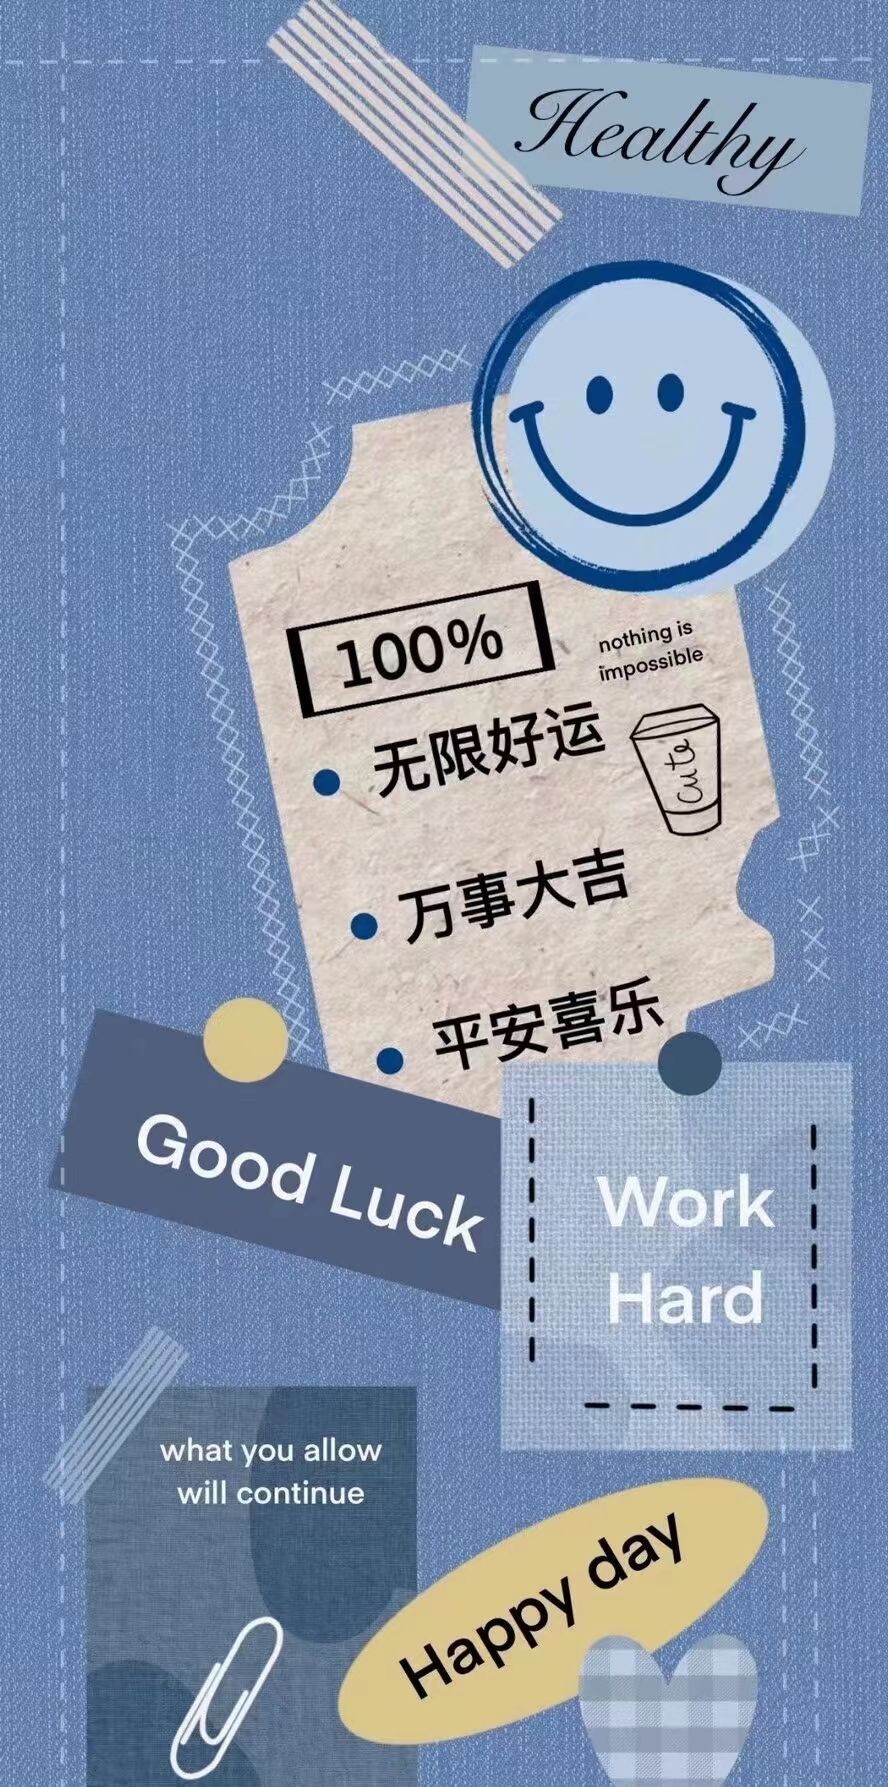 Healthy
100%
nothing is
impossible
无限好运
cute
万事大吉
平安喜乐
Good Luck
Work
Hard
what you allow
will continue
Happy day